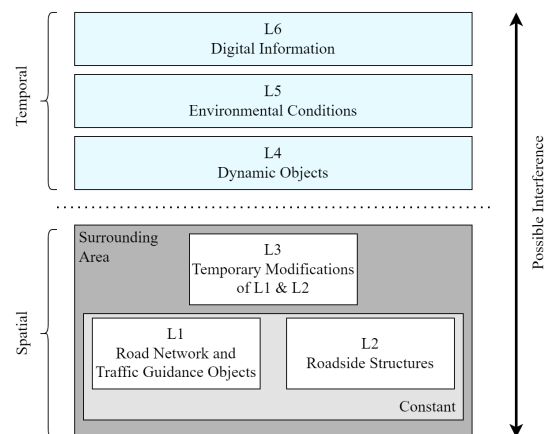 L6
Digital Information
L5
Environmental Conditions
L4
Dynamic Objects
Temporal
Surrounding
Area
L3
Temporary Modifications
of L1 & L2
L1
Road Network and
Traffic Guidance Objects
L2
Roadside Structures
Constant
Spatial
Possible Interference